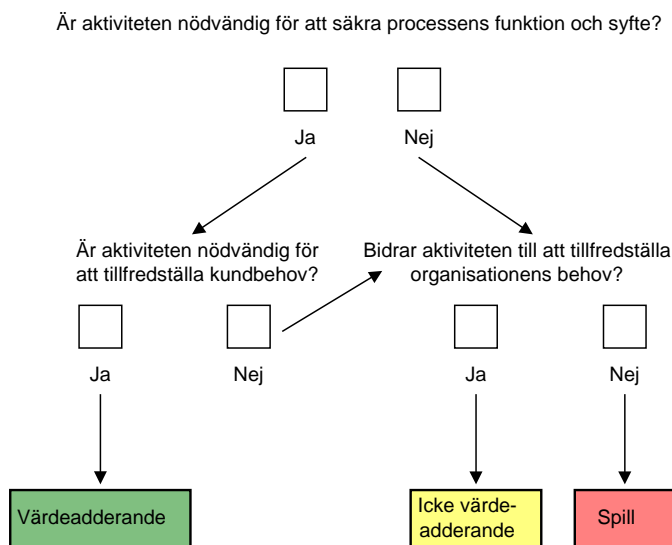 Är aktiviteten nödvändig för att säkra processens funktion och syfte?
Ja
Nej
Är aktiviteten nödvändig för
att tillfredställa kundbehov?
Bidrar aktiviteten till att tillfredställa
organisationens behov?
Ja
Nej
Ja
Nej
Värdeadderande
Icke värde-
adderande
Spill